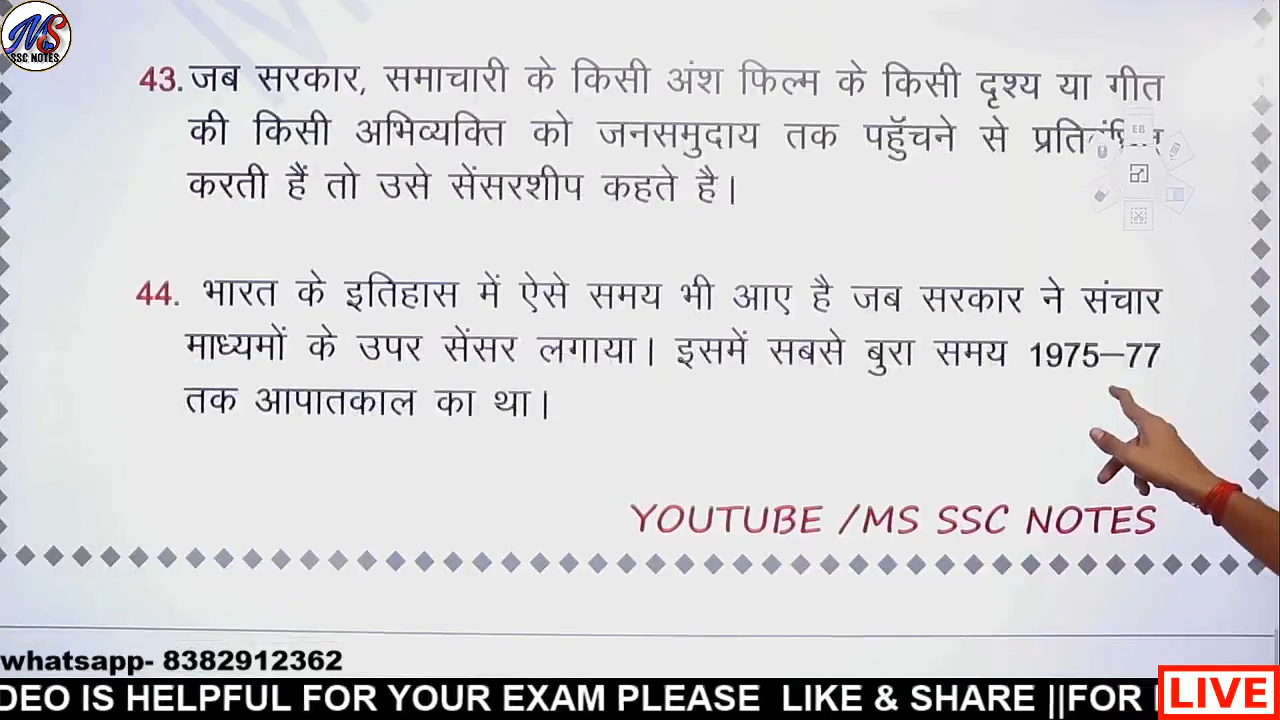 MS
SSC NOTES
43. जब सरकार, समाचारी के किसी अंश फिल्म के किसी दृश्य या गीत
की किसी अभिव्यक्ति को जनसमुदाय तक पहुॅचने से
करती हैं तो उसे सेंसरशीप कहते है।
EB
44. भारत के इतिहास में ऐसे समय भी आए है जब सरकार ने संचार
माध्यमों के उपर सेंसर लगाया। इसमें सबसे बुरा समय 1975–77
तक आपातकाल का था।
YOUTUBE /MS SSC NOTES
whatsapp- 8382912362
DEO IS HELPFUL FOR YOUR EXAM PLEASE LIKE & SHARE ||FOR
LIVE